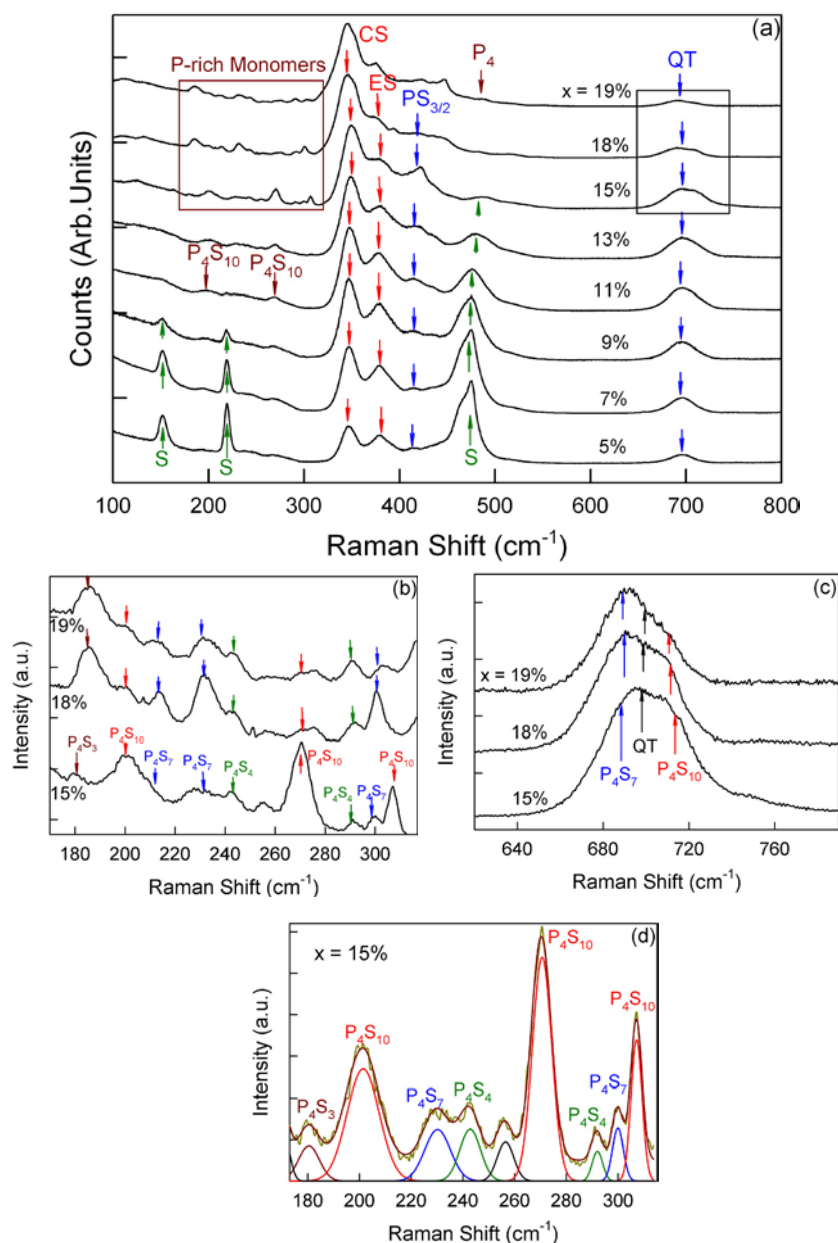 (a)
CS
P-rich Monomers
P₄
QT
ES
PS₃/₂
x = 19%
18%
15%
13%
P₄S₁₀
P₄S₁₀
11%
9%
7%
5%
S
S
S
Counts (Arb.Units)
100 200 300 400 500 600 700 800
Raman Shift (cm⁻¹)
(b)
19%
18%
P₄S₃
P₄S₁₀
P₄S₇
P₄S₇
P₄S₄
P₄S₁₀
P₄S₁₀
P₄S₄
P₄S₇
15%
Intensity (a.u.)
180 200 220 240 260 280 300
Raman Shift (cm⁻¹)
(c)
x = 19%
18%
QT
P₄S₇
P₄S₁₀
15%
Intensity (a.u.)
640 680 720 760
Raman Shift (cm⁻¹)
(d)
x = 15%
P₄S₁₀
P₄S₁₀
P₄S₁₀
P₄S₇
P₄S₇
P₄S₄
P₄S₃
P₄S₄
Intensity (a.u.)
180 200 220 240 260 280 300
Raman Shift (cm⁻¹)